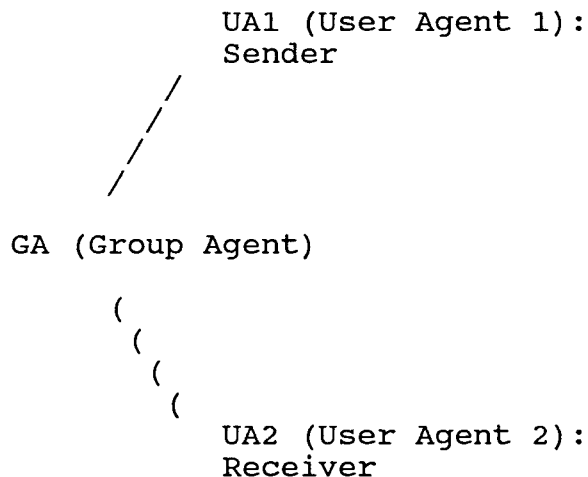 UA1 (User Agent 1):
Sender
/
/
/
/
GA (Group Agent)
(
(
(
(
UA2 (User Agent 2):
Receiver